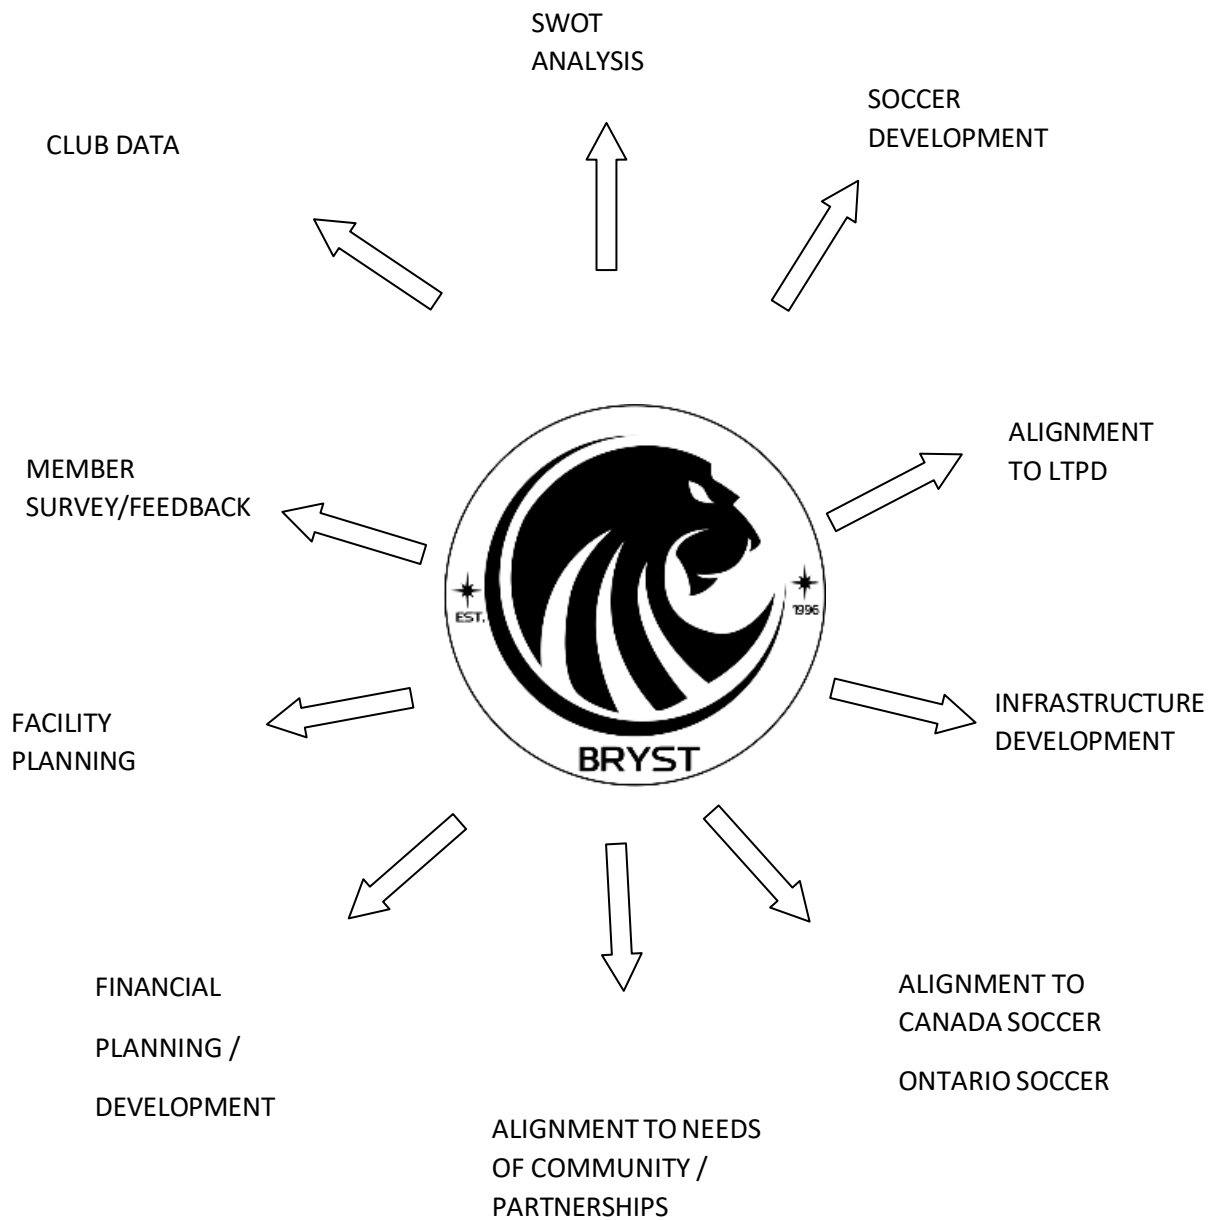 SWOT
ANALYSIS
SOCCER
DEVELOPMENT
CLUB DATA
ALIGNMENT
TO LTPD
MEMBER
SURVEY/FEEDBACK
EST.
1996
BRYST
INFRASTRUCTURE
DEVELOPMENT
FACILITY
PLANNING
FINANCIAL
PLANNING /
DEVELOPMENT
ALIGNMENT TO
CANADA SOCCER
ONTARIO SOCCER
ALIGNMENT TO NEEDS
OF COMMUNITY /
PARTNERSHIPS